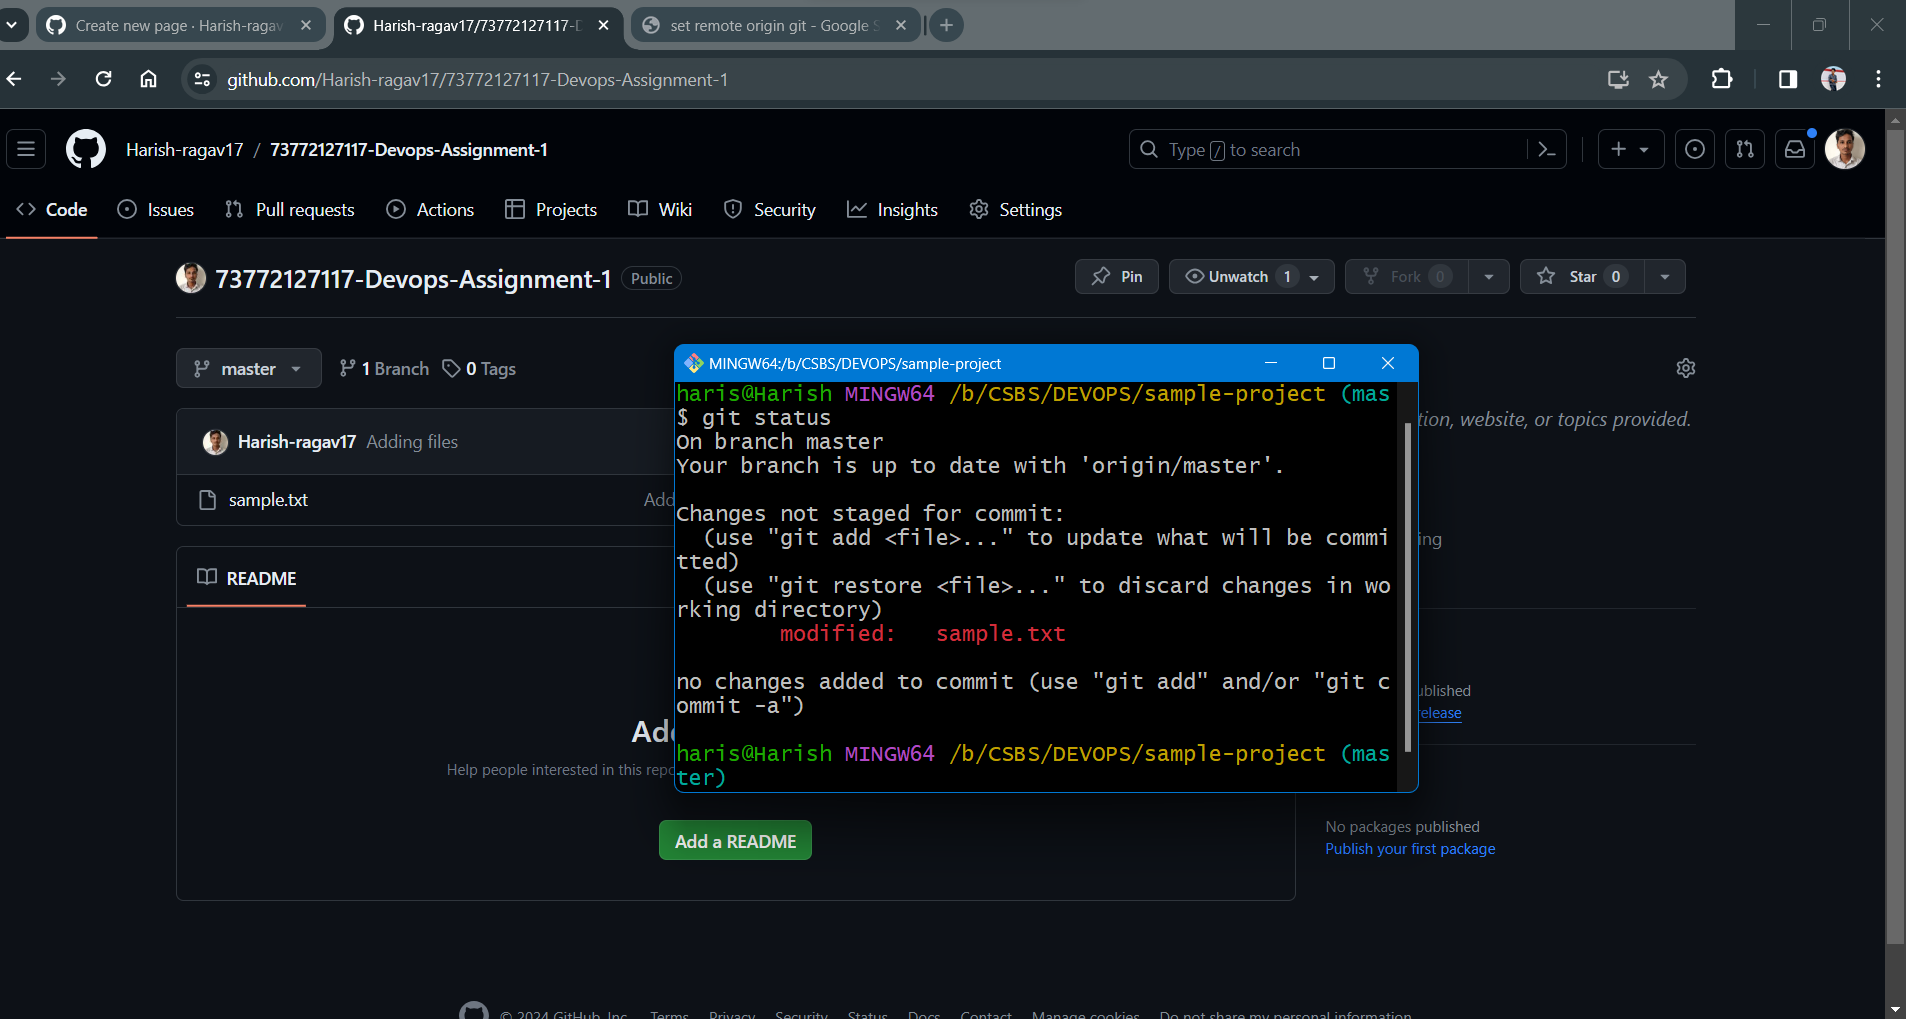 Create new page · Harish-ragav
Harish-ragav17/73772127117-D
set remote origin git - Google S
github.com/Harish-ragav17/73772127117-Devops-Assignment-1
Harish-ragav17 / 73772127117-Devops-Assignment-1
Type / to search
Code Issues Pull requests Actions Projects Wiki Security Insights Settings
73772127117-Devops-Assignment-1 Public
Pin Unwatch 1 Fork 0 Star 0
master 1 Branch 0 Tags
Harish-ragav17 Adding files
sample.txt Add
README
Ad
Help people interested in this repo
Add a README
MINGW64:/b/CSBS/DEVOPS/sample-project
haris@Harish MINGW64 /b/CSBS/DEVOPS/sample-project (mas
$ git status
On branch master
Your branch is up to date with 'origin/master'.
Changes not staged for commit:
(use "git add <file>..." to update what will be commi
tted)
(use "git restore <file>..." to discard changes in wo
rking directory)
modified: sample.txt
no changes added to commit (use "git add" and/or "git c
ommit -a")
haris@Harish MINGW64 /b/CSBS/DEVOPS/sample-project (mas
ter)
tion, website, or topics provided.
ing
ublished
elease
No packages published
Publish your first package
© 2024 GitHub, Inc. Terms Privacy Security Status Docs Contact Manage cookies Do not share my personal information